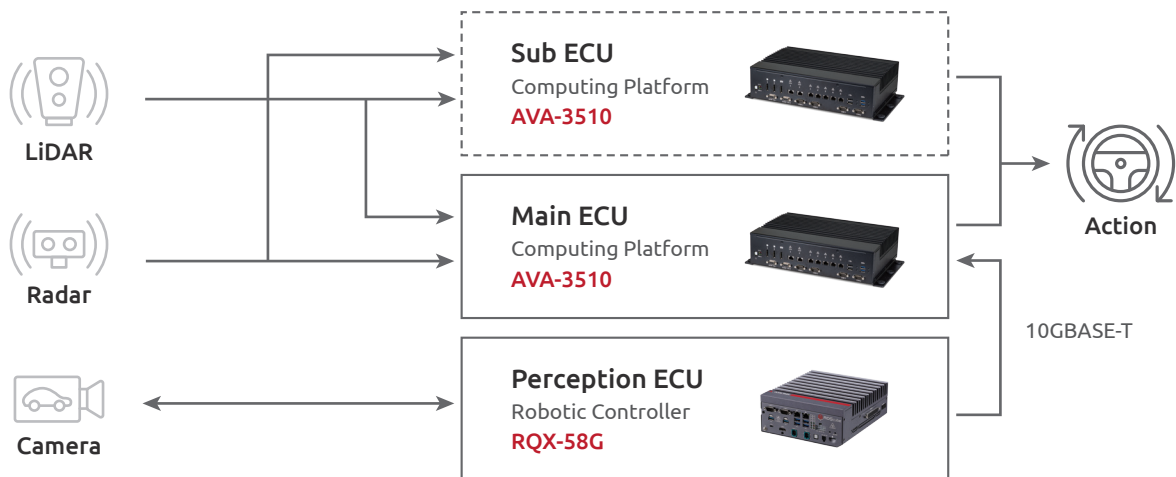 LiDAR
Radar
Camera
Sub ECU
Computing Platform
AVA-3510
Main ECU
Computing Platform
AVA-3510
Perception ECU
Robotic Controller
RQX-58G
Action
10GBASE-T